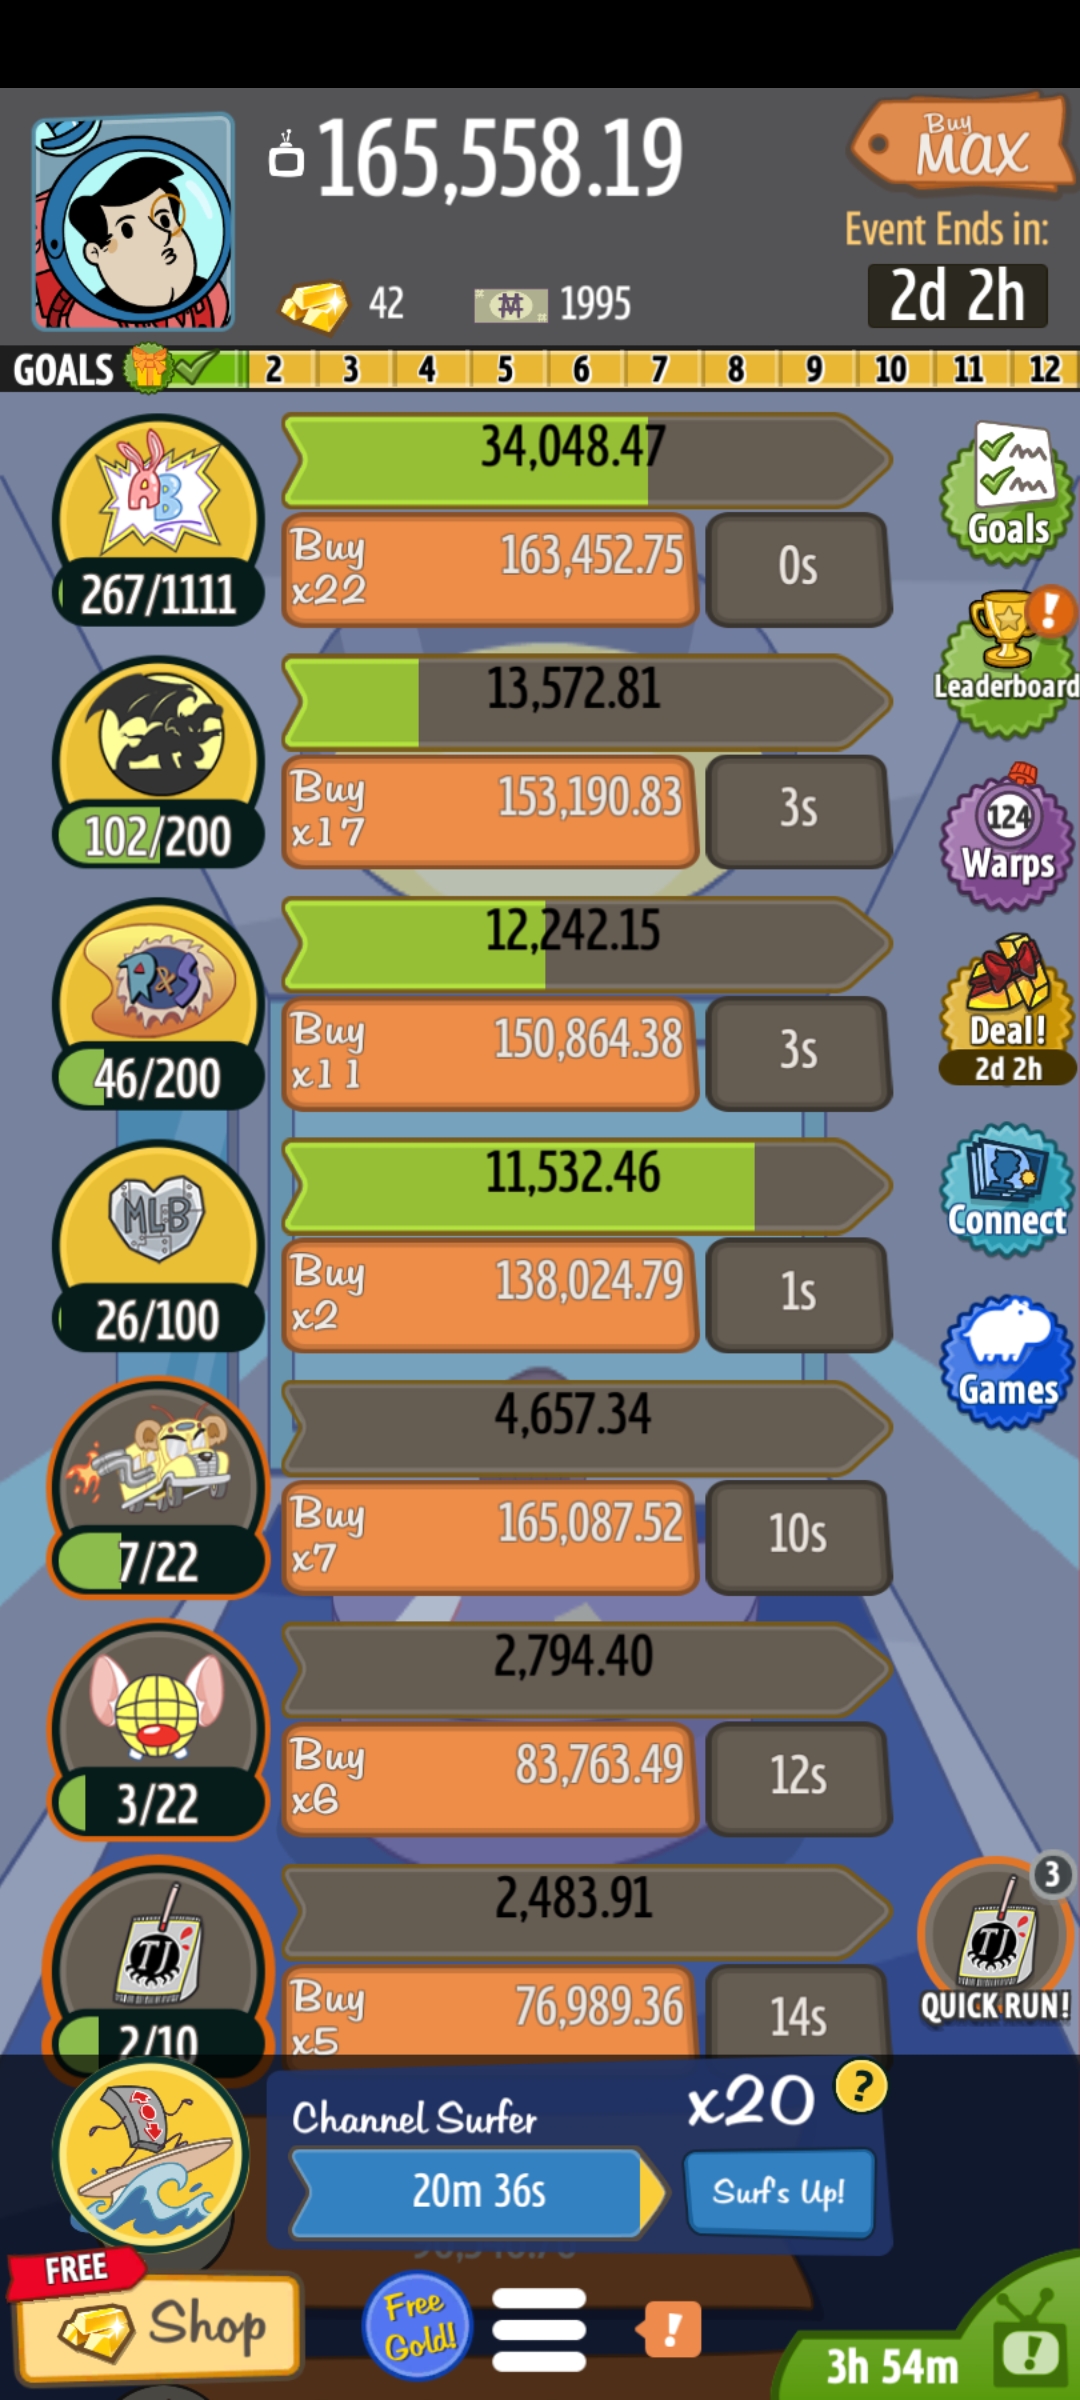 165,558.19
Buy
MAX
Event Ends in:
2d 2h
42
1995
GOALS 2 3 4 5 6 7 8 9 10 11 12
AB
267/1111
34,048.47
Buy
x22
163,452.75
0s
Goals
102/200
13,572.81
Buy
x17
153,190.83
3s
!
Leaderboard
R&S
46/200
12,242.15
Buy
x11
150,864.38
3s
124
Warps
Deal!
2d 2h
MLB
26/100
11,532.46
Buy
x2
138,024.79
1s
Connect
Games
7/22
4,657.34
Buy
x7
165,087.52
10s
3/22
2,794.40
Buy
x6
83,763.49
12s
TJ
2/10
2,483.91
Buy
x5
76,989.36
14s
3
TJ
QUICK RUN!
Channel Surfer
x20
?
20m 36s
Surf's Up!
FREE
Shop
Free
Gold!
!
3h 54m
!